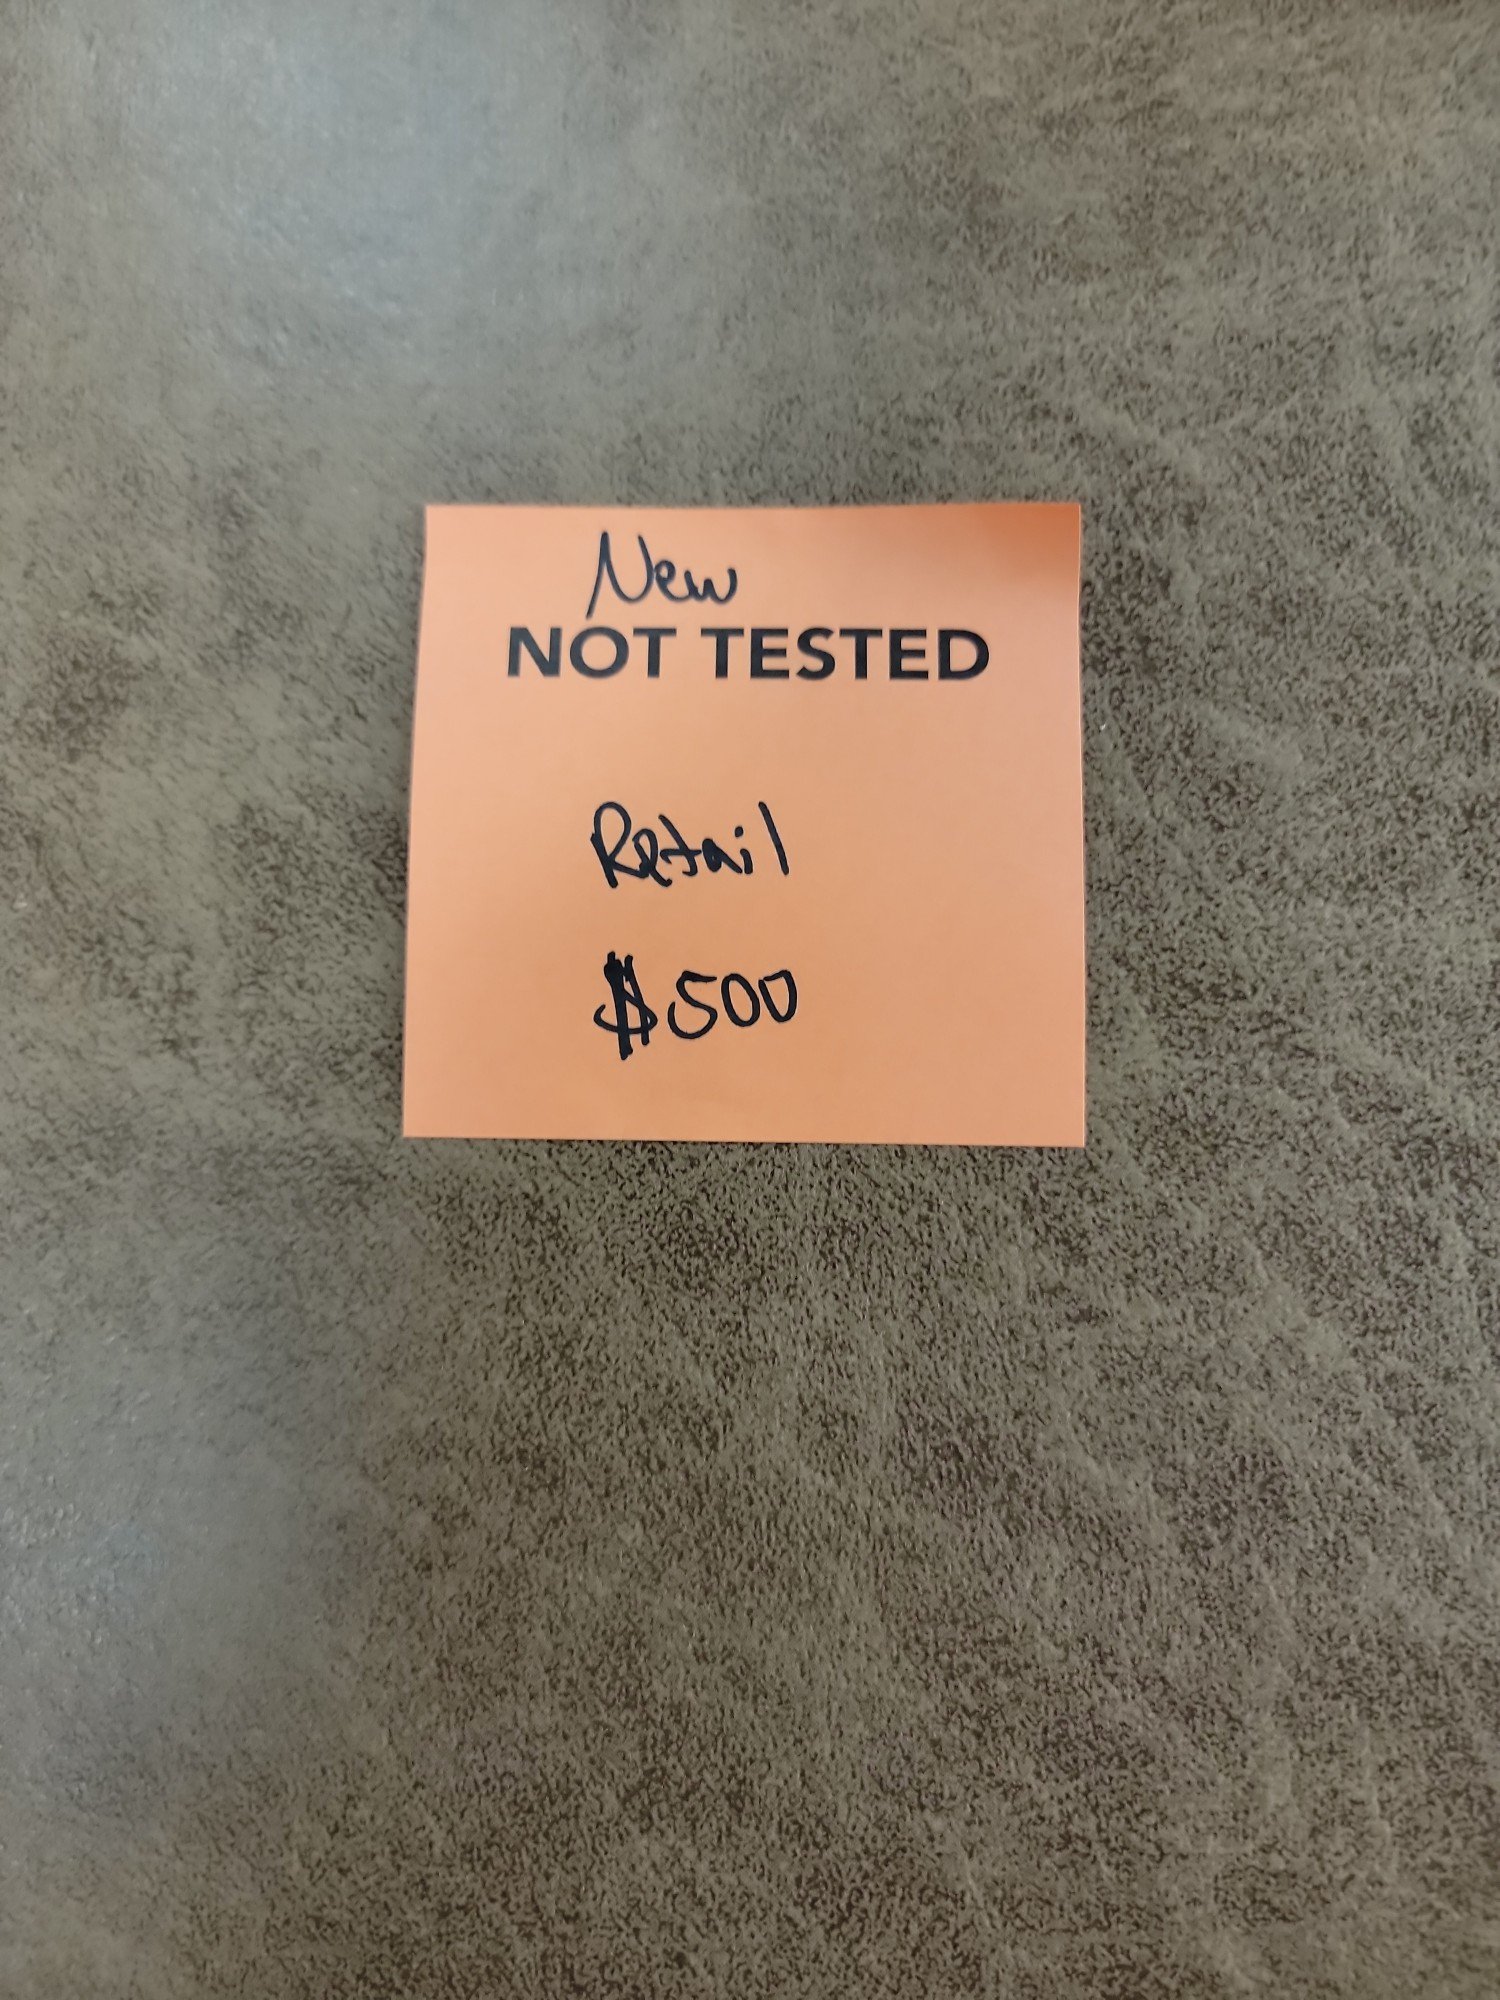 New
NOT TESTED
Retail
$500